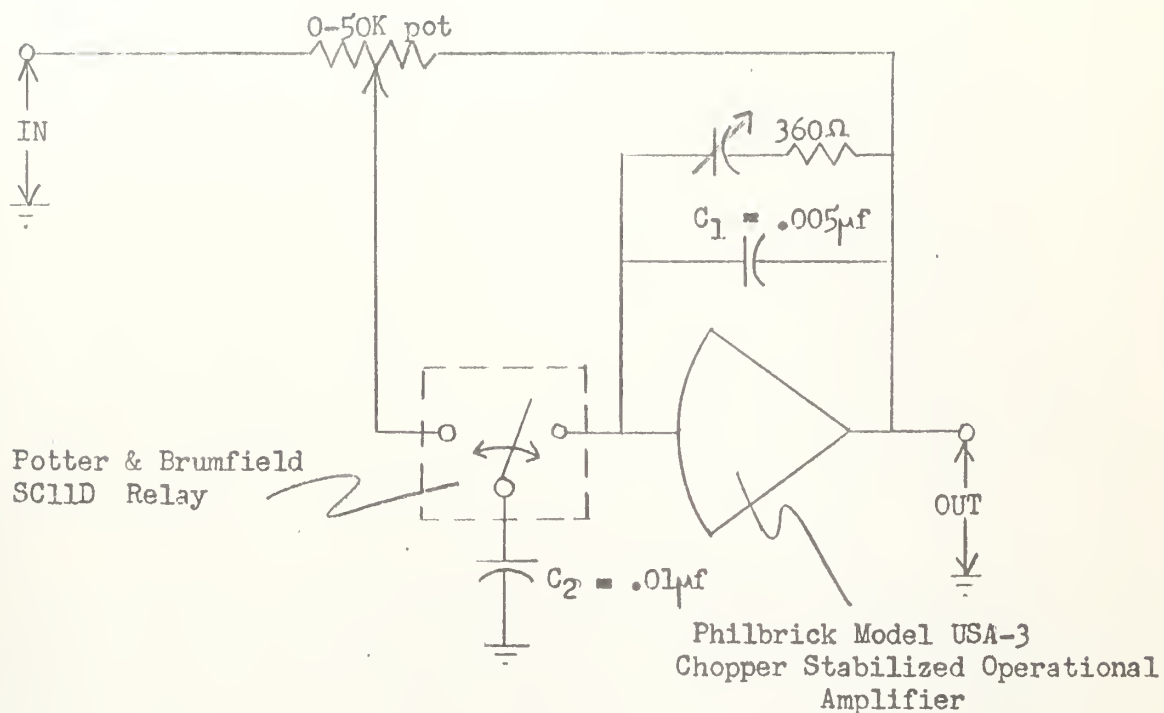 0-50K pot
IN
360Ω
C1 = .005μf
Potter & Brumfield
SC11D Relay
OUT
C2 = .01μf
Philbrick Model USA-3
Chopper Stabilized Operational
Amplifier